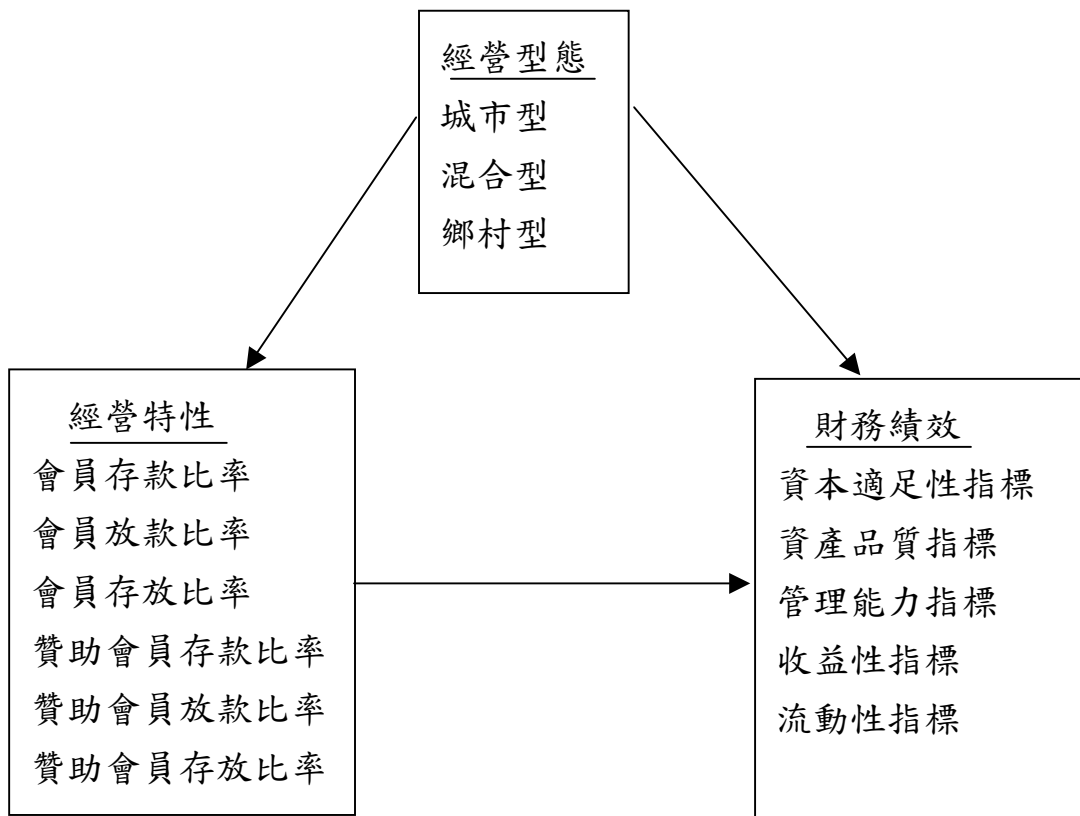 經營型態
城市型
混合型
鄉村型
經營特性
會員存款比率
會員放款比率
會員存放比率
贊助會員存款比率
贊助會員放款比率
贊助會員存放比率
財務績效
資本適足性指標
資產品質指標
管理能力指標
收益性指標
流動性指標